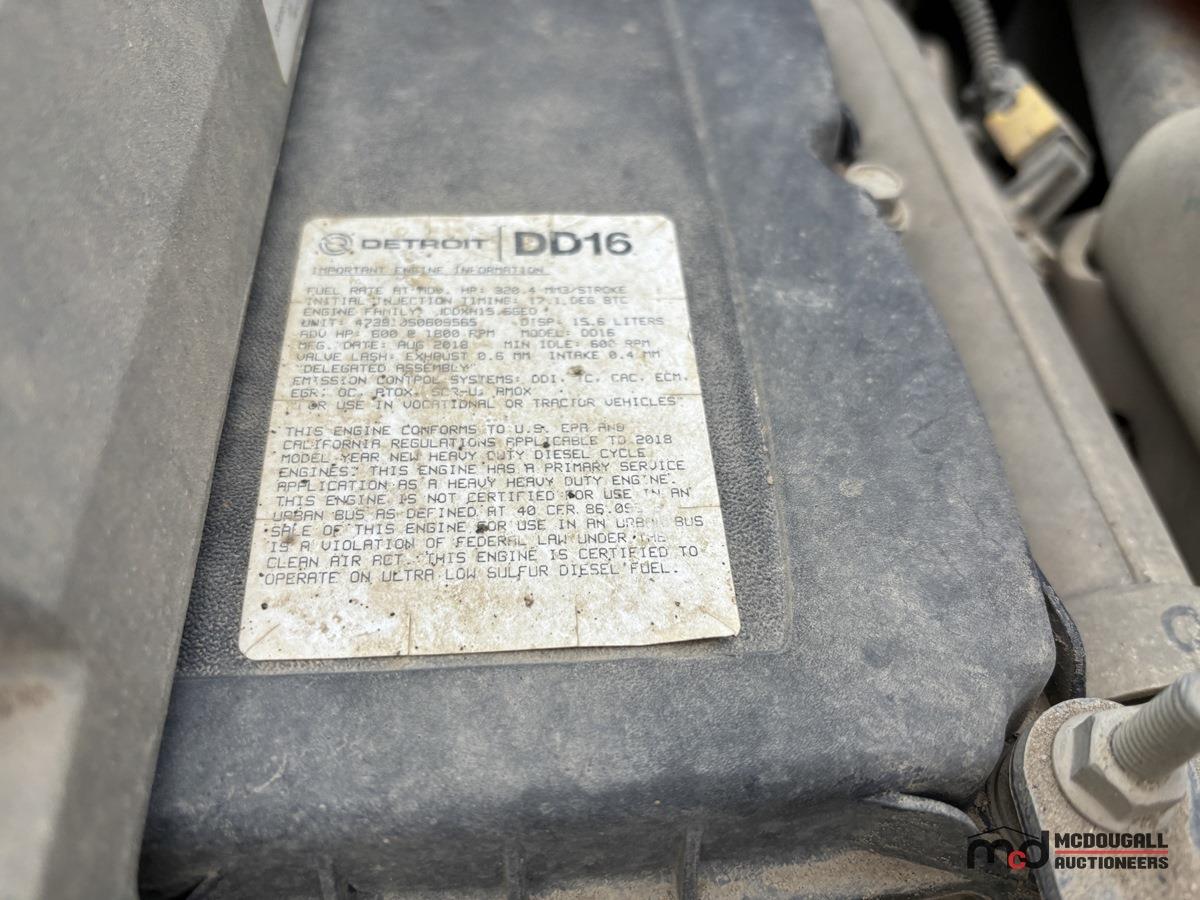 DETROIT DD16
IMPORTANT ENGINE INFORMATION
FUEL RATE AT ADV. HP: 320.4 MM3/STROKE
INITIAL INJECTION TIMING: 17.1 DEG BTC
ENGINE FAMILY:
UNIT: DISP: 15.6 LITERS
ADV HP: 600 @ 1800 RPM MODEL: DD16
MFG. DATE: AUG 2018 MIN IDLE: 600 RPM
VALVE LASH: EXHAUST 0.6 MM INTAKE 0.4 MM
"DELEGATED ASSEMBLY"
EMISSION CONTROL SYSTEMS: DDI, TC, CAC, ECM,
EGR, OC, PTOX, SCR-U, AMOX
"FOR USE IN VOCATIONAL OR TRACTOR VEHICLES"
THIS ENGINE CONFORMS TO U.S. EPA AND
CALIFORNIA REGULATIONS APPLICABLE TO 2018
MODEL YEAR NEW HEAVY DUTY DIESEL CYCLE
ENGINES. THIS ENGINE HAS A PRIMARY SERVICE
APPLICATION AS A HEAVY HEAVY DUTY ENGINE.
THIS ENGINE IS NOT CERTIFIED FOR USE IN AN
URBAN BUS AS DEFINED AT 40 CFR
SALE OF THIS ENGINE FOR USE IN AN URBAN BUS
IS A VIOLATION OF FEDERAL LAW UNDER THE
CLEAN AIR ACT. THIS ENGINE IS CERTIFIED TO
OPERATE ON ULTRA LOW SULFUR DIESEL FUEL.
mcd MCDOUGALL
AUCTIONEERS